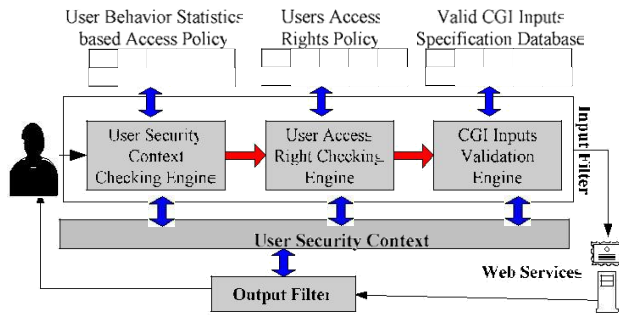 User Behavior Statistics
based Access Policy
Users Access
Rights Policy
Valid CGI Inputs
Specification Database
User Security
Context
Checking Engine
User Access
Right Checking
Engine
CGI Inputs
Validation
Engine
Input Filter
User Security Context
Web Services
Output Filter